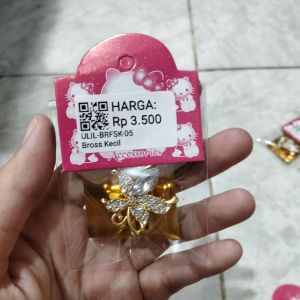 HARGA:
Rp 3.500
ULIL-BRFSK-05
Bross Kecil